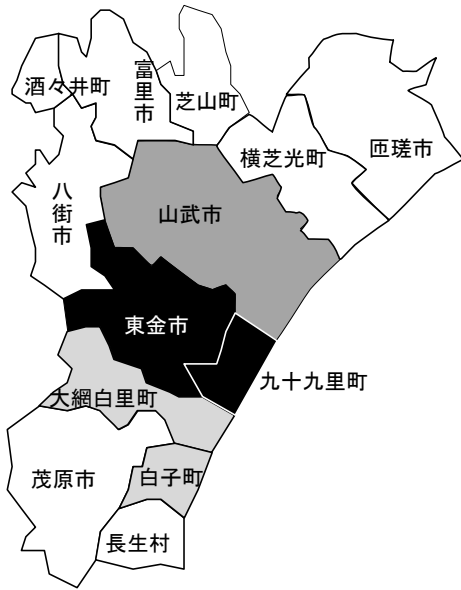 酒々井町
富里市
芝山町
横芝光町
匝瑳市
八街市
山武市
東金市
九十九里町
大網白里町
茂原市
白子町
長生村